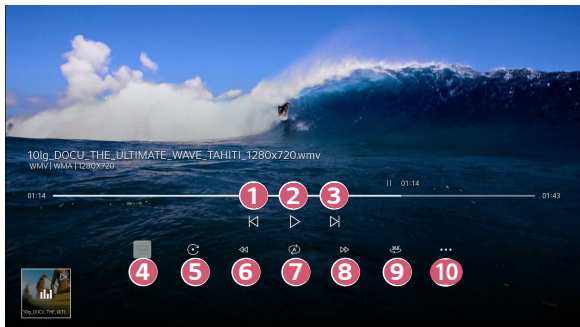 10lg_DOCU_THE_ULTIMATE_WAVE_TAHITI_1280x720.wmv
WMV | WMA | 1280X720
01:14
01:14
01:43
1 2 3
A
360
4 5 6 7 8 9 10
10lg_DOCU_THE_ULTI...